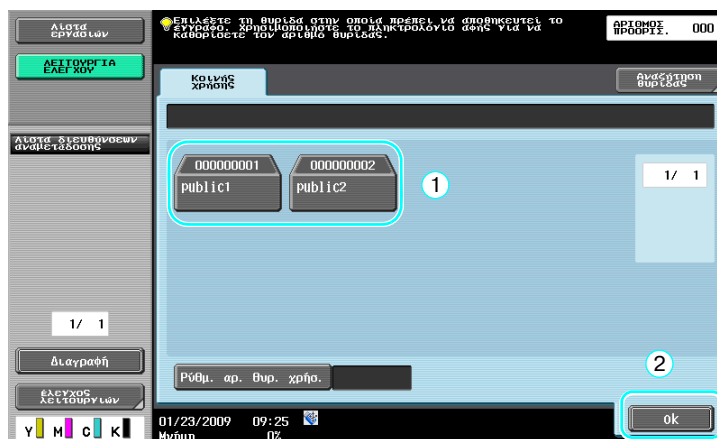 Λίστα
εργασιών
ΛΕΙΤΟΥΡΓΙΑ
ΕΛΕΓΧΟΥ
Λίστα διευθύνσεων
αναμετάδοσης
1/ 1
Διαγραφή
Έλεγχος
λειτουργιών
Y M C K
Επιλέξτε τη θυρίδα στην οποία πρέπει να αποθηκευτεί το
έγγραφο. Χρησιμοποιήστε το πληκτρολόγιο αφής για να
καθορίσετε τον αριθμό θυρίδας.
ΑΡΙΘΜΟΣ
ΠΡΟΟΡΙΣ. 000
Κοινής
χρήσης
Αναζήτηση
θυρίδας
000000001 000000002
public1 public2
1
1/ 1
Ρύθμ. αρ. θυρ. χρήσ.
2
ok
01/23/2009 09:25
Μνήμη 0%